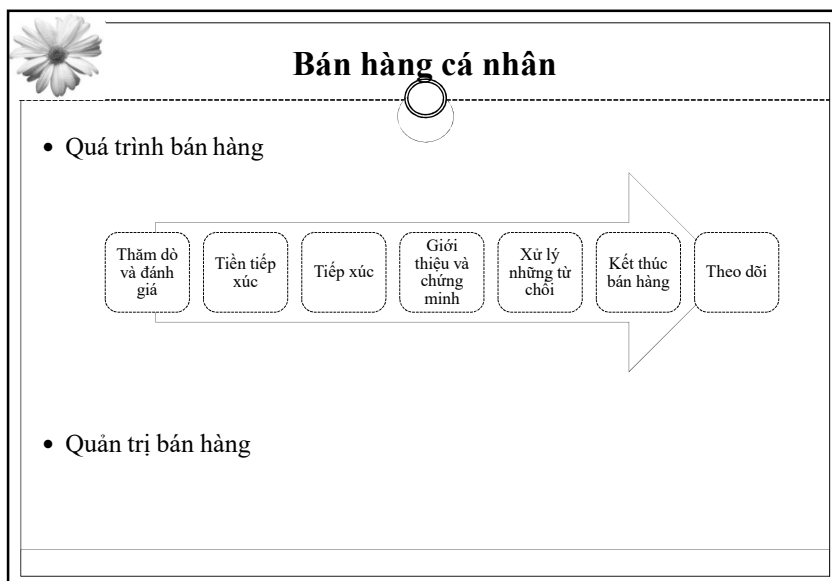 Bán hàng cá nhân
• Quá trình bán hàng
Thăm dò
và đánh
giá
Tiền tiếp
xúc
Tiếp xúc
Giới
thiệu và
chứng
minh
Xử lý
những từ
chối
Kết thúc
bán hàng
Theo dõi
• Quản trị bán hàng